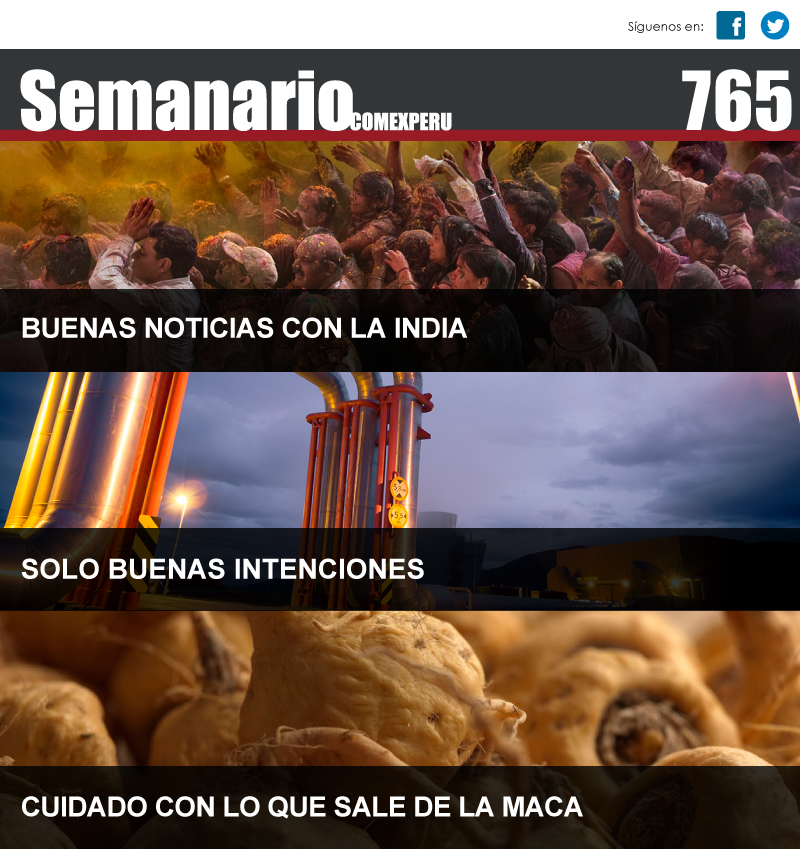 Síguenos en:
Semanario COMEXPERU
765
BUENAS NOTICIAS CON LA INDIA
SOLO BUENAS INTENCIONES
CUIDADO CON LO QUE SALE DE LA MACA